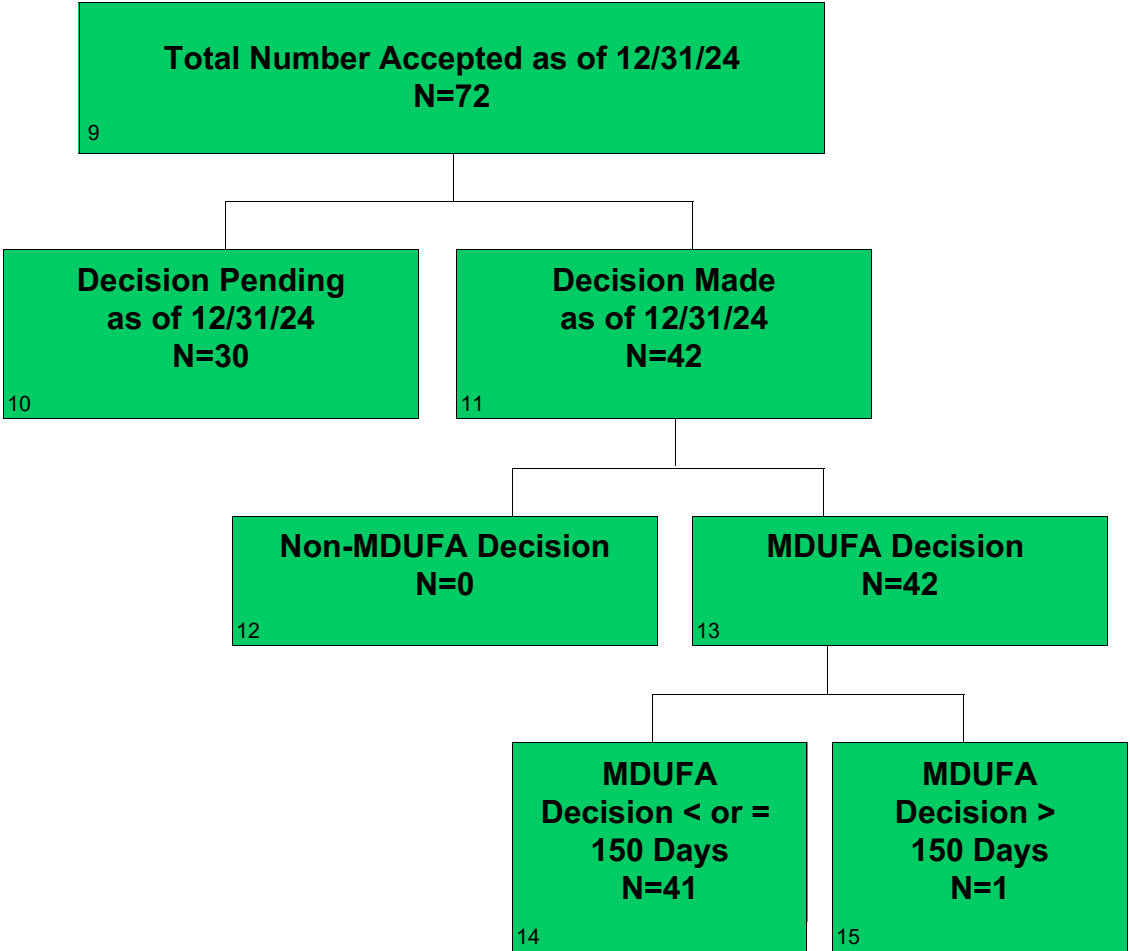 Total Number Accepted as of 12/31/24
N=72
9
Decision Pending
as of 12/31/24
N=30
10
Decision Made
as of 12/31/24
N=42
11
Non-MDUFA Decision
N=0
12
MDUFA Decision
N=42
13
MDUFA
Decision < or =
150 Days
N=41
14
MDUFA
Decision >
150 Days
N=1
15